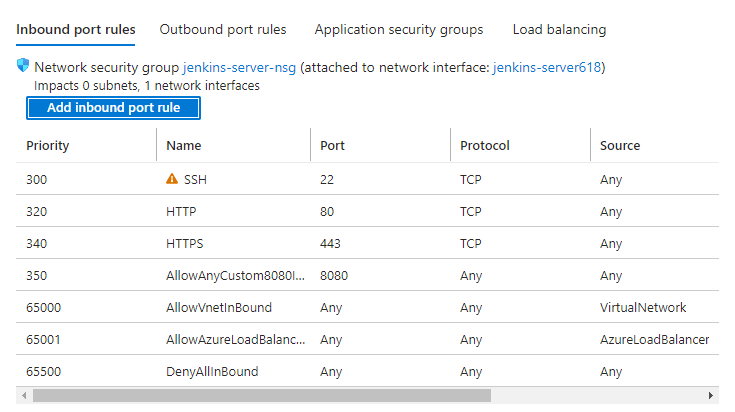 Inbound port rules Outbound port rules Application security groups Load balancing
Network security group jenkins-server-nsg (attached to network interface: jenkins-server618)
Impacts 0 subnets, 1 network interfaces
Add inbound port rule
Priority Name Port Protocol Source
300 SSH 22 TCP Any
320 HTTP 80 TCP Any
340 HTTPS 443 TCP Any
350 AllowAnyCustom8080I... 8080 Any Any
65000 AllowVnetInBound Any Any VirtualNetwork
65001 AllowAzureLoadBalanc... Any Any AzureLoadBalancer
65500 DenyAllInBound Any Any Any